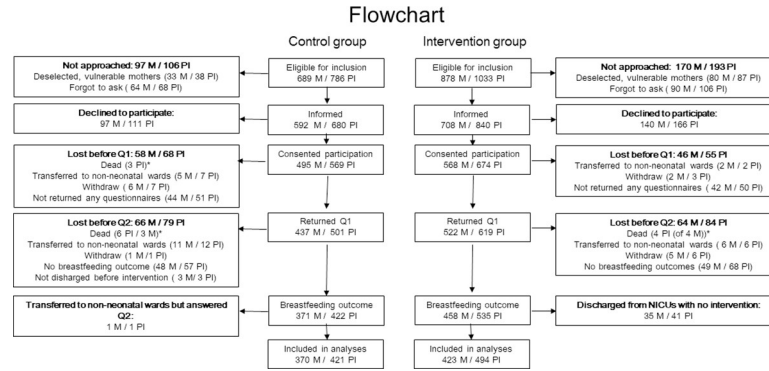 Flowchart
Control group
Intervention group
Not approached: 97 M / 106 PI
Deselected, vulnerable mothers (33 M / 38 PI)
Forgot to ask ( 64 M / 68 PI)
Eligible for inclusion
689 M / 786 PI
Eligible for inclusion
878 M / 1033 PI
Not approached: 170 M / 193 PI
Deselected, vulnerable mothers (80 M / 87 PI)
Forgot to ask ( 90 M / 106 PI)
Declined to participate:
97 M / 111 PI
Informed
592 M / 680 PI
Informed
708 M / 840 PI
Declined to participate:
140 M / 166 PI
Lost before Q1: 58 M / 68 PI
Dead (3 PI)*
Transferred to non-neonatal wards (5 M / 7 PI)
Withdraw ( 6 M / 7 PI)
Not returned any questionnaires (44 M / 51 PI)
Consented participation
495 M / 569 PI
Consented participation
568 M / 674 PI
Lost before Q1: 46 M / 55 PI
Transferred to non-neonatal wards (2 M / 2 PI)
Withdraw (2 M / 3 PI)
Not returned any questionnaires ( 42 M / 50 PI)
Lost before Q2: 66 M / 79 PI
Dead (6 PI / 3 M)*
Transferred to non-neonatal wards (11 M / 12 PI)
Withdraw (1 M /1 PI)
No breastfeeding outcome (48 M / 57 PI)
Not disharged before intervention ( 3 M/ 3 PI)
Returned Q1
437 M / 501 PI
Returned Q1
522 M / 619 PI
Lost before Q2: 64 M / 84 PI
Dead (4 PI (of 4 M))*
Transferred to non-neonatal wards ( 6 M / 6 PI)
Withdraw (5 M / 6 PI)
No breastfeeding outcomes (49 M / 68 PI)
Transferred to non-neonatal wards but answered
Q2:
1 M / 1 PI
Breastfeeding outcome
371 M / 422 PI
Breastfeeding outcome
458 M / 535 PI
Discharged from NICUs with no intervention:
35 M / 41 PI
Included in analyses
370 M / 421 PI
Included in analyses
423 M / 494 PI